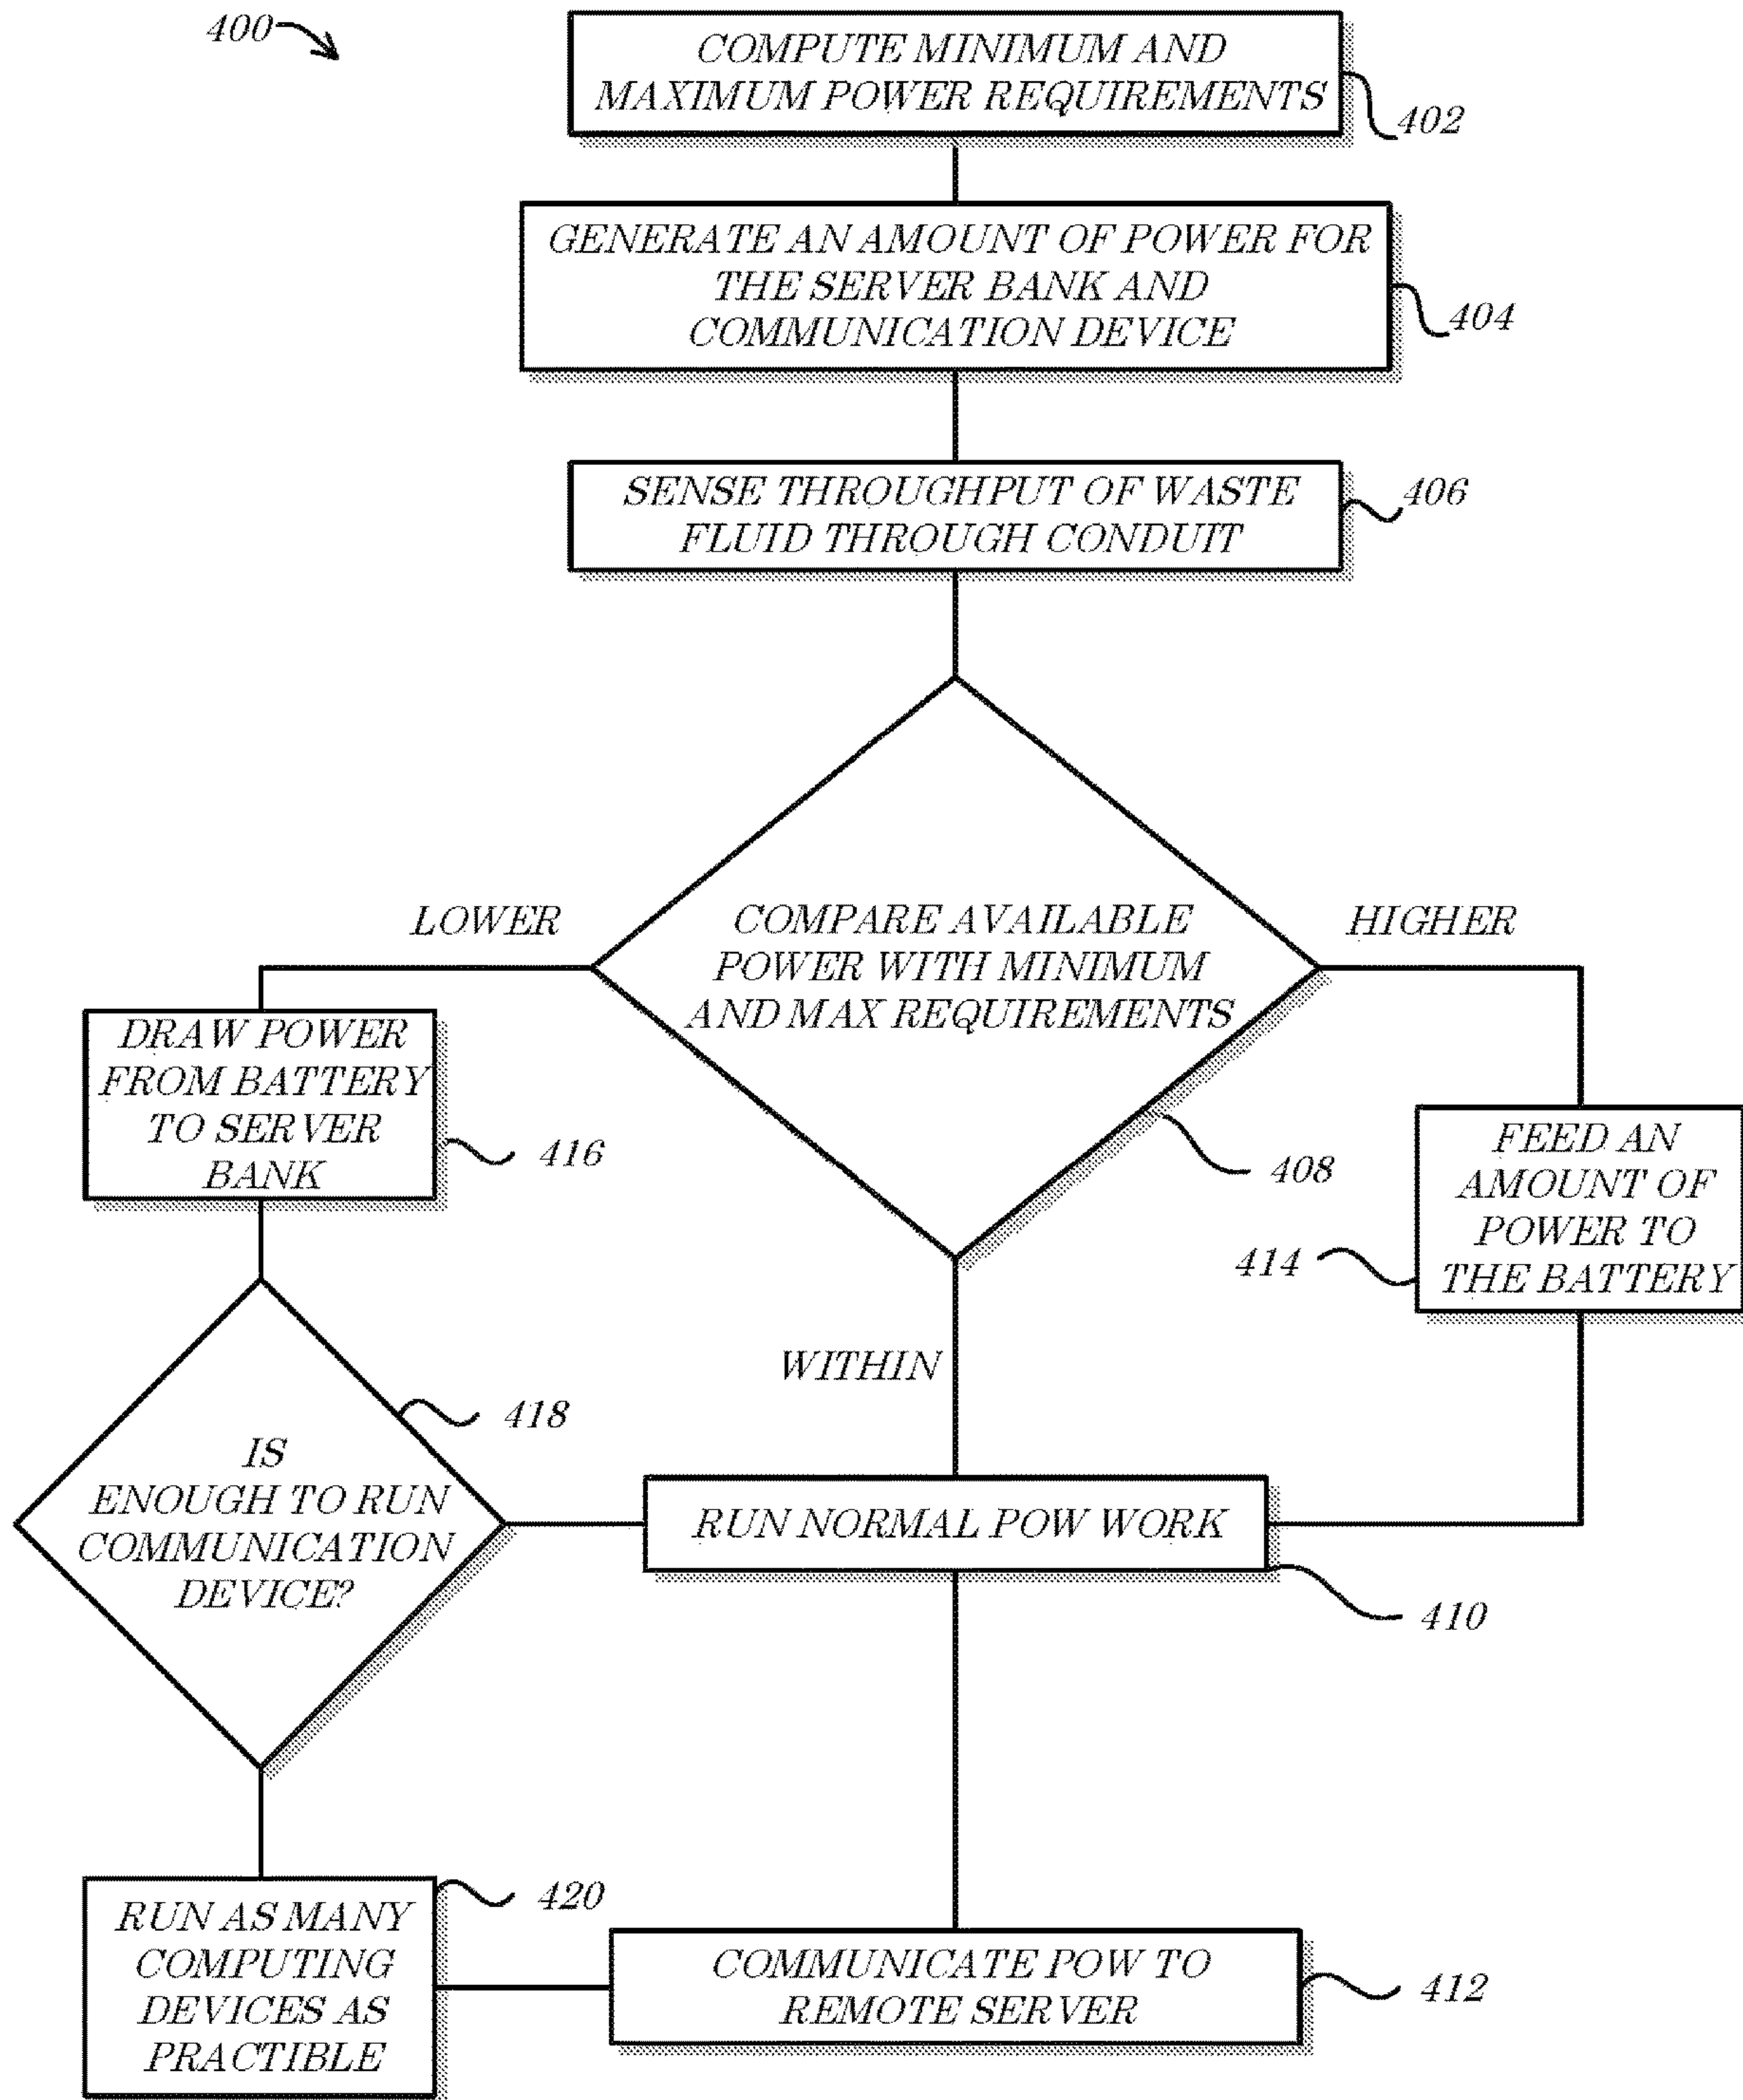 400
COMPUTE MINIMUM AND
MAXIMUM POWER REQUIREMENTS
402
GENERATE AN AMOUNT OF POWER FOR
THE SERVER BANK AND
COMMUNICATION DEVICE
404
SENSE THROUGHPUT OF WASTE
FLUID THROUGH CONDUIT
406
LOWER
COMPARE AVAILABLE
POWER WITH MINIMUM
AND MAX REQUIREMENTS
HIGHER
408
DRAW POWER
FROM BATTERY
TO SERVER
BANK
416
FEED AN
AMOUNT OF
POWER TO
THE BATTERY
414
WITHIN
IS
ENOUGH TO RUN
COMMUNICATION
DEVICE?
418
RUN NORMAL POW WORK
410
RUN AS MANY
COMPUTING
DEVICES AS
PRACTIBLE
420
COMMUNICATE POW TO
REMOTE SERVER
412